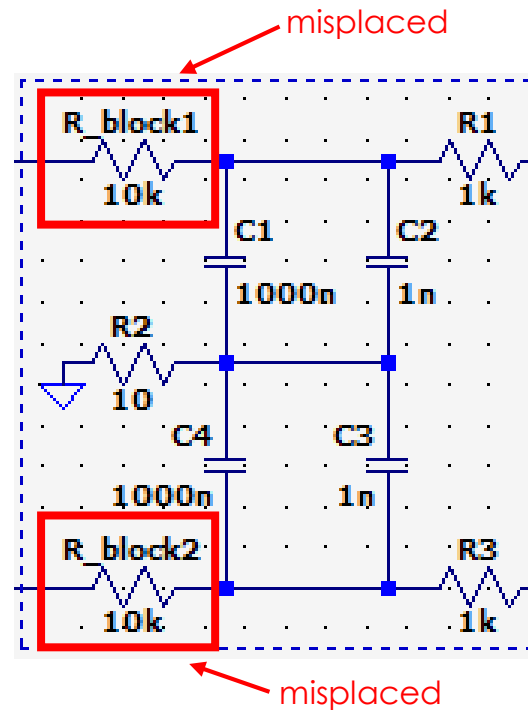 misplaced
R_block1
10k
R1
1k
C1
1000n
C2
1n
R2
10
C4
1000n
C3
1n
R_block2
10k
R3
1k
misplaced